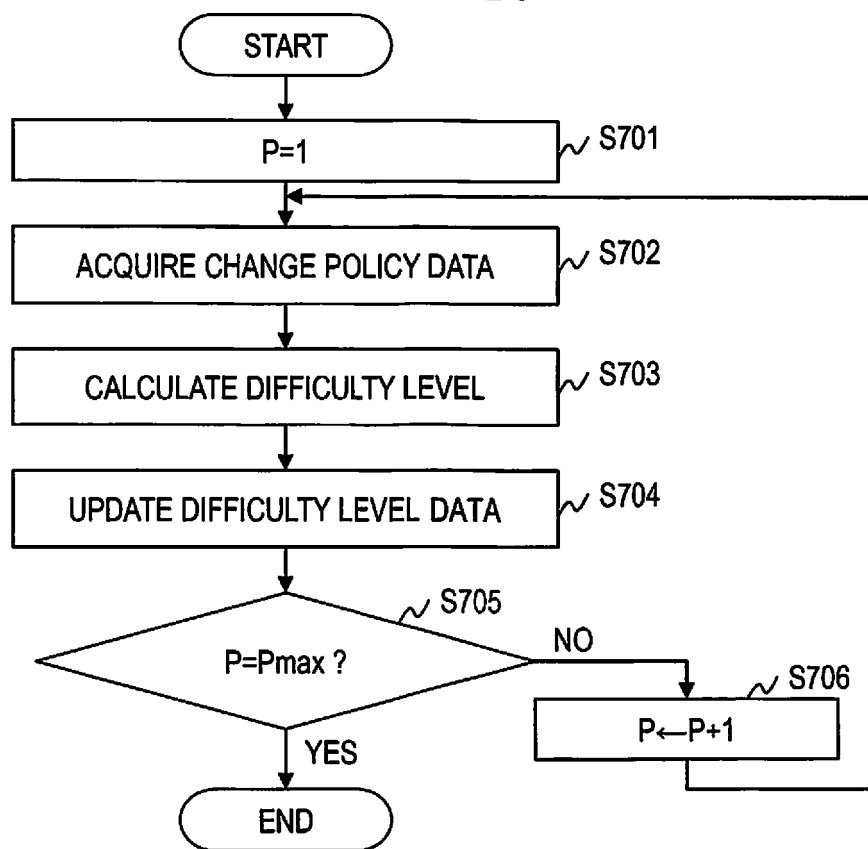 START
P=1
S701
ACQUIRE CHANGE POLICY DATA
S702
CALCULATE DIFFICULTY LEVEL
S703
UPDATE DIFFICULTY LEVEL DATA
S704
S705
P=Pmax ?
NO
S706
P←P+1
YES
END